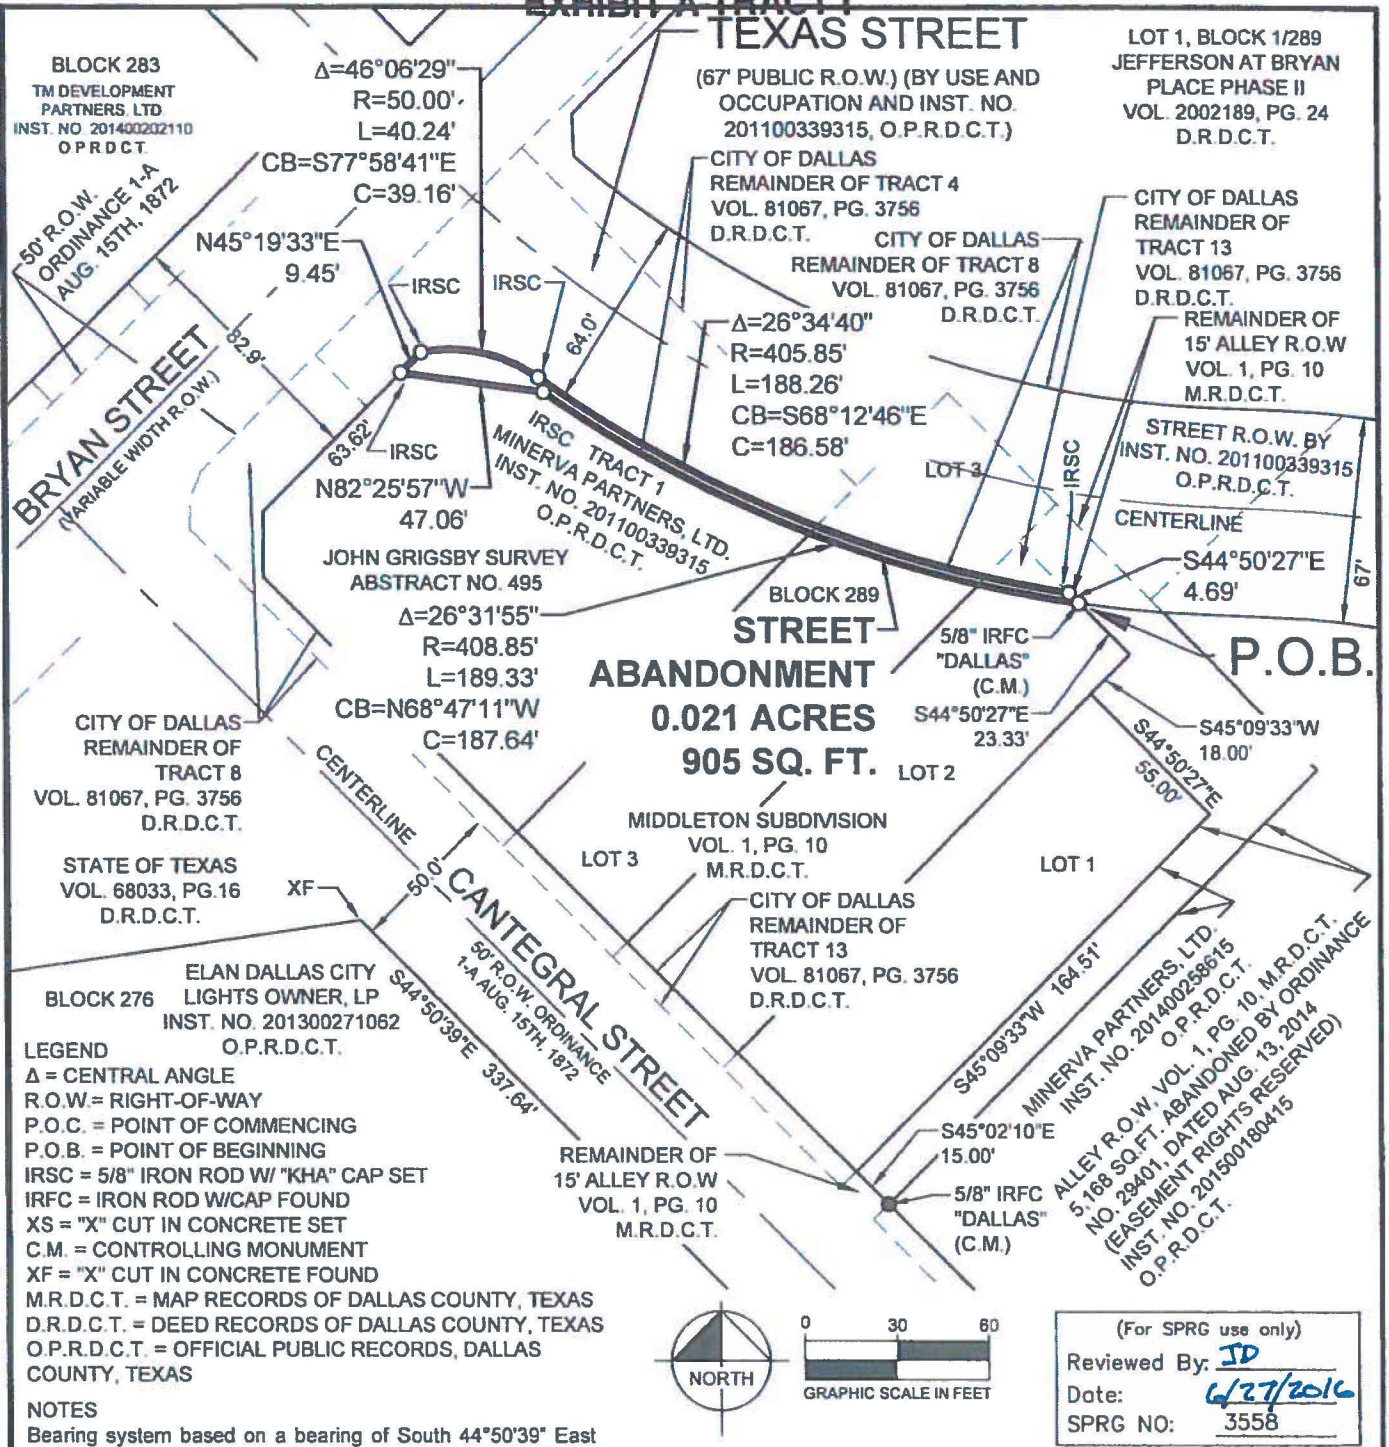 EXHIBIT A-TRACT 1
TEXAS STREET
(67' PUBLIC R.O.W.) (BY USE AND
OCCUPATION AND INST. NO.
201100339315, O.P.R.D.C.T.)
LOT 1, BLOCK 1/289
JEFFERSON AT BRYAN
PLACE PHASE II
VOL. 2002189, PG. 24
D.R.D.C.T.
BLOCK 283
TM DEVELOPMENT
PARTNERS, LTD
INST. NO. 201400202110
O P R D C T.
Δ=46°06'29"
R=50.00'
L=40.24'
CB=S77°58'41"E
C=39.16'
50' R.O.W.
ORDINANCE 1-A
AUG. 15TH, 1872
CITY OF DALLAS
REMAINDER OF TRACT 4
VOL. 81067, PG. 3756
D.R.D.C.T.
CITY OF DALLAS
REMAINDER OF TRACT 8
VOL. 81067, PG. 3756
D.R.D.C.T.
CITY OF DALLAS
REMAINDER OF
TRACT 13
VOL. 81067, PG. 3756
D.R.D.C.T.
REMAINDER OF
15' ALLEY R.O.W
VOL. 1, PG. 10
M.R.D.C.T.
N45°19'33"E
9.45'
IRSC
IRSC
64.0'
82.9'
Δ=26°34'40"
R=405.85'
L=188.26'
CB=S68°12'46"E
C=186.58'
BRYAN STREET
(VARIABLE WIDTH R.O.W.)
63.62'
IRSC
N82°25'57"W
47.06'
IRSC
TRACT 1
MINERVA PARTNERS, LTD.
INST. NO. 201100339315
O.P.R.D.C.T.
LOT 3
IRSC
STREET R.O.W. BY
INST. NO. 201100339315
O.P.R.D.C.T.
CENTERLINE
67'
S44°50'27"E
4.69'
P.O.B.
JOHN GRIGSBY SURVEY
ABSTRACT NO. 495
Δ=26°31'55"
R=408.85'
L=189.33'
CB=N68°47'11"W
C=187.64'
BLOCK 289
STREET
ABANDONMENT
0.021 ACRES
905 SQ. FT.
5/8" IRFC
"DALLAS"
(C.M.)
S44°50'27"E
23.33'
S45°09'33"W
18.00'
S44°50'27"E
55.00'
LOT 2
CITY OF DALLAS
REMAINDER OF
TRACT 8
VOL. 81067, PG. 3756
D.R.D.C.T.
CENTERLINE
MIDDLETON SUBDIVISION
VOL. 1, PG. 10
M.R.D.C.T.
LOT 3
LOT 1
STATE OF TEXAS
VOL. 68033, PG.16
D.R.D.C.T.
XF
50.0'
CANTEGRAL STREET
50' R.O.W. ORDINANCE
1-A AUG. 15TH, 1872
CITY OF DALLAS
REMAINDER OF
TRACT 13
VOL. 81067, PG. 3756
D.R.D.C.T.
BLOCK 276
ELAN DALLAS CITY
LIGHTS OWNER, LP
INST. NO. 201300271062
O.P.R.D.C.T.
S44°50'39"E 337.64'
S45°09'33"W 164.51'
MINERVA PARTNERS, LTD.
INST. NO. 201400258615
O.P.R.D.C.T.
ALLEY R.O.W, VOL. 1, PG. 10, M.R.D.C.T.
5,168 SQ.FT. ABANDONED BY ORDINANCE
NO. 29401, DATED AUG. 13, 2014
(EASEMENT RIGHTS RESERVED)
INST. NO. 201500180415
O.P.R.D.C.T.
S45°02'10"E
15.00'
REMAINDER OF
15' ALLEY R.O.W
VOL. 1, PG. 10
M.R.D.C.T.
5/8" IRFC
"DALLAS"
(C.M.)
LEGEND
Δ = CENTRAL ANGLE
R.O.W.= RIGHT-OF-WAY
P.O.C. = POINT OF COMMENCING
P.O.B. = POINT OF BEGINNING
IRSC = 5/8" IRON ROD W/ "KHA" CAP SET
IRFC = IRON ROD W/CAP FOUND
XS = "X" CUT IN CONCRETE SET
C.M. = CONTROLLING MONUMENT
XF = "X" CUT IN CONCRETE FOUND
M.R.D.C.T. = MAP RECORDS OF DALLAS COUNTY, TEXAS
D.R.D.C.T. = DEED RECORDS OF DALLAS COUNTY, TEXAS
O.P.R.D.C.T. = OFFICIAL PUBLIC RECORDS, DALLAS
COUNTY, TEXAS
NOTES
Bearing system based on a bearing of South 44°50'39" East
NORTH
0 30 60
GRAPHIC SCALE IN FEET
(For SPRG use only)
Reviewed By: JD
Date: 6/27/2016
SPRG NO: 3558